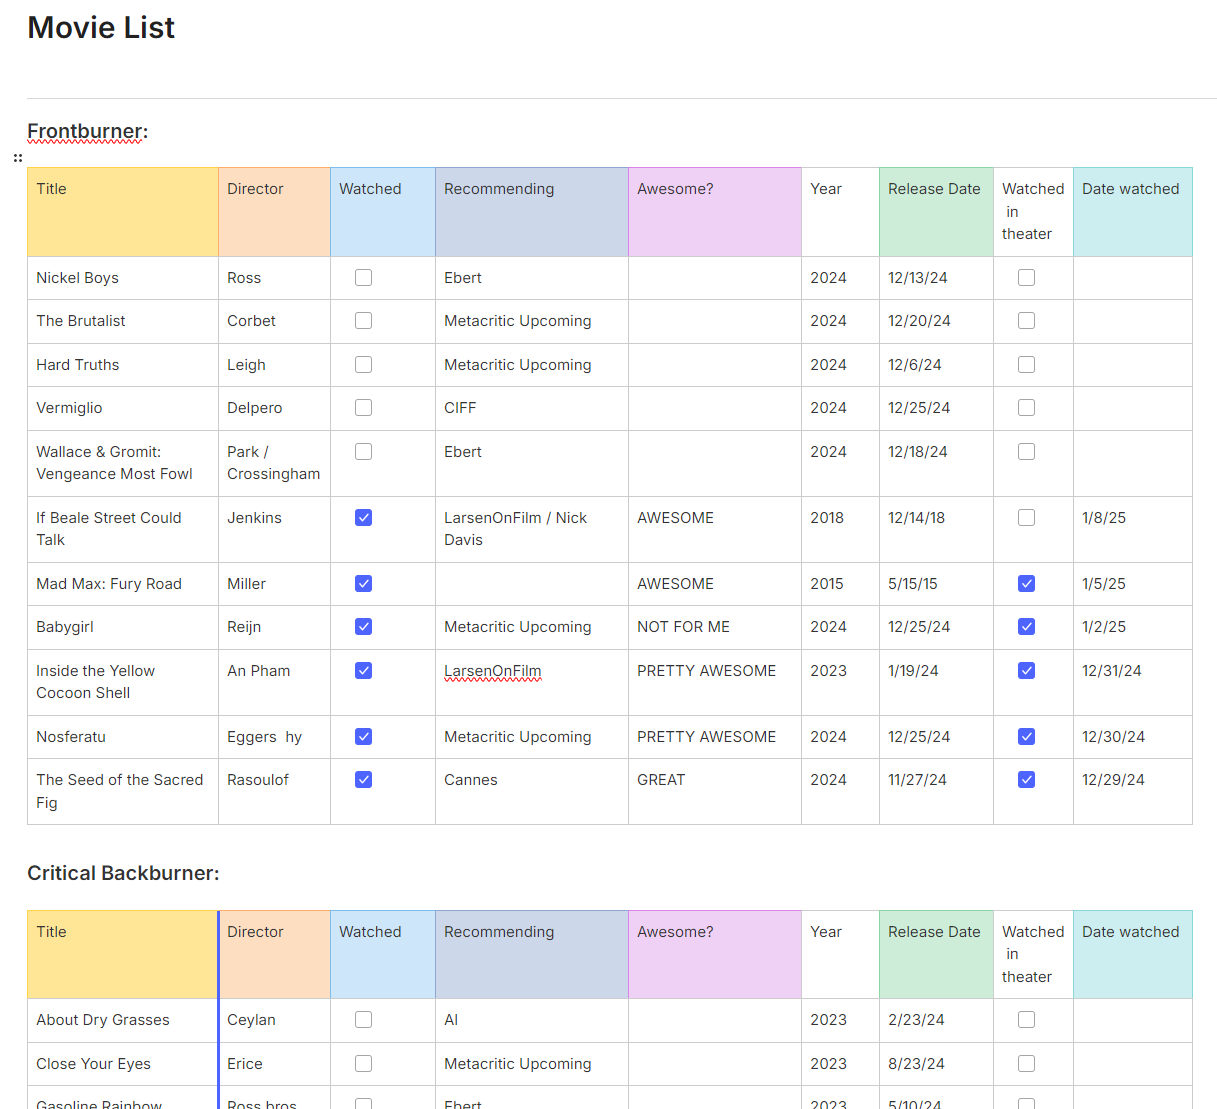 Movie List
Frontburner:
Title Director Watched Recommending Awesome? Year Release Date Watched in theater Date watched
Nickel Boys Ross Ebert 2024 12/13/24
The Brutalist Corbet Metacritic Upcoming 2024 12/20/24
Hard Truths Leigh Metacritic Upcoming 2024 12/6/24
Vermiglio Delpero CIFF 2024 12/25/24
Wallace & Gromit: Vengeance Most Fowl Park / Crossingham Ebert 2024 12/18/24
If Beale Street Could Talk Jenkins LarsenOnFilm / Nick Davis AWESOME 2018 12/14/18 1/8/25
Mad Max: Fury Road Miller AWESOME 2015 5/15/15 1/5/25
Babygirl Reijn Metacritic Upcoming NOT FOR ME 2024 12/25/24 1/2/25
Inside the Yellow Cocoon Shell An Pham LarsenOnFilm PRETTY AWESOME 2023 1/19/24 12/31/24
Nosferatu Eggers hy Metacritic Upcoming PRETTY AWESOME 2024 12/25/24 12/30/24
The Seed of the Sacred Fig Rasoulof Cannes GREAT 2024 11/27/24 12/29/24
Critical Backburner:
Title Director Watched Recommending Awesome? Year Release Date Watched in theater Date watched
About Dry Grasses Ceylan AI 2023 2/23/24
Close Your Eyes Erice Metacritic Upcoming 2023 8/23/24
Gasoline Rainbow Ross bros Ebert 2023 5/10/24